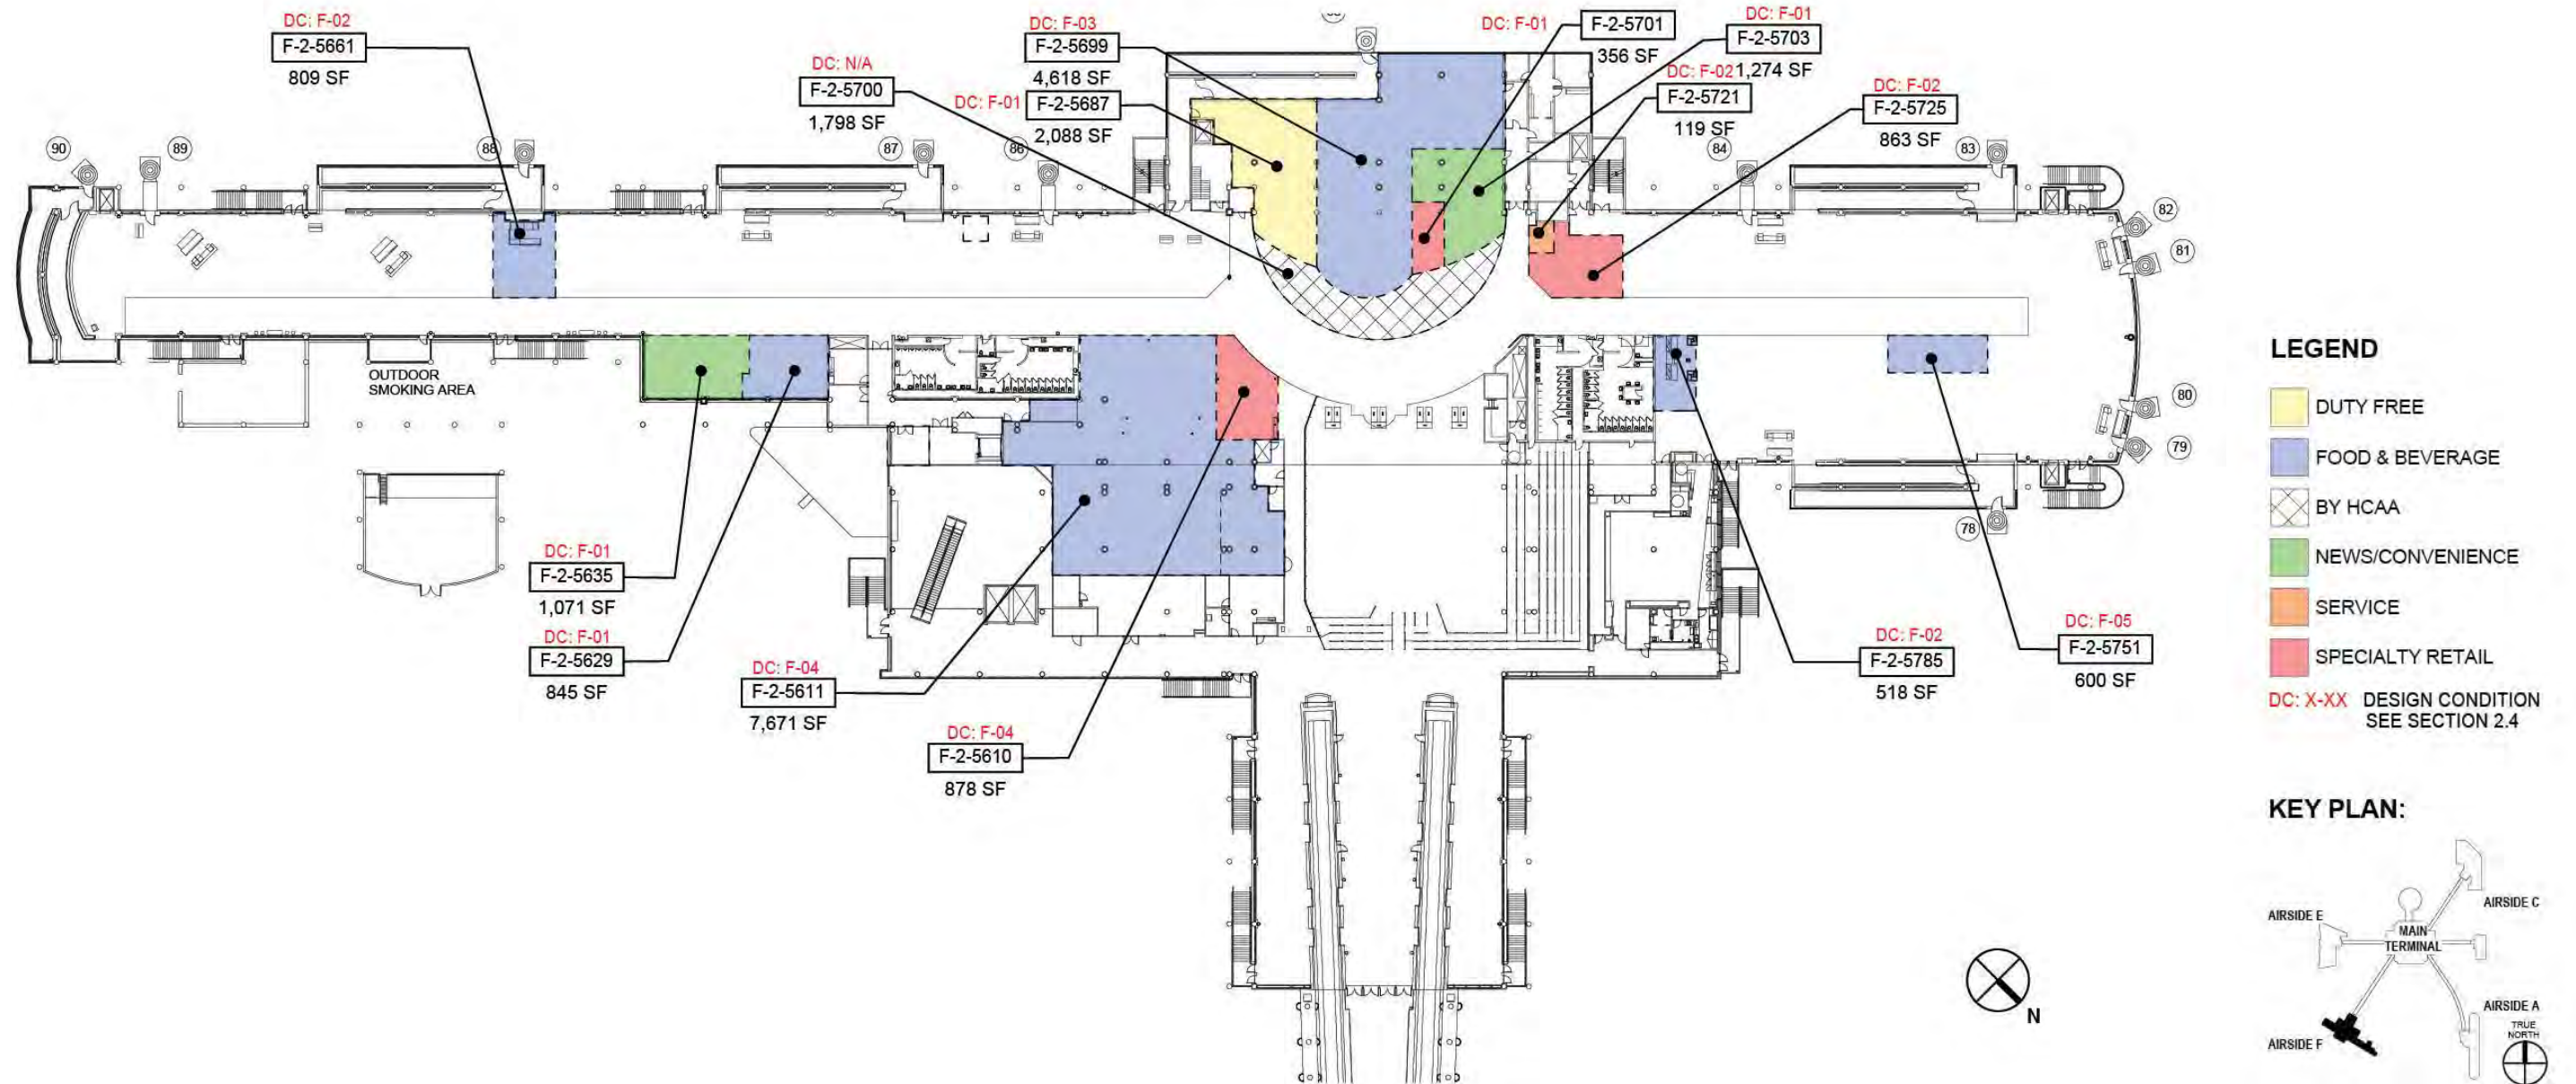 DC: F-02
F-2-5661
809 SF
DC: N/A
F-2-5700
1,798 SF
DC: F-03
F-2-5699
4,618 SF
DC: F-01 F-2-5687
2,088 SF
DC: F-01 F-2-5701
356 SF
DC: F-01
F-2-5703
1,274 SF
DC: F-02
F-2-5721
119 SF
DC: F-02
F-2-5725
863 SF
90
89
88
87
86
84
83
82
81
80
79
78
OUTDOOR
SMOKING AREA
DC: F-01
F-2-5635
1,071 SF
DC: F-01
F-2-5629
845 SF
DC: F-04
F-2-5611
7,671 SF
DC: F-04
F-2-5610
878 SF
DC: F-02
F-2-5785
518 SF
DC: F-05
F-2-5751
600 SF
N
LEGEND
DUTY FREE
FOOD & BEVERAGE
BY HCAA
NEWS/CONVENIENCE
SERVICE
SPECIALTY RETAIL
DC: X-XX DESIGN CONDITION
SEE SECTION 2.4
KEY PLAN:
AIRSIDE C
AIRSIDE E
MAIN
TERMINAL
AIRSIDE A
TRUE
NORTH
AIRSIDE F